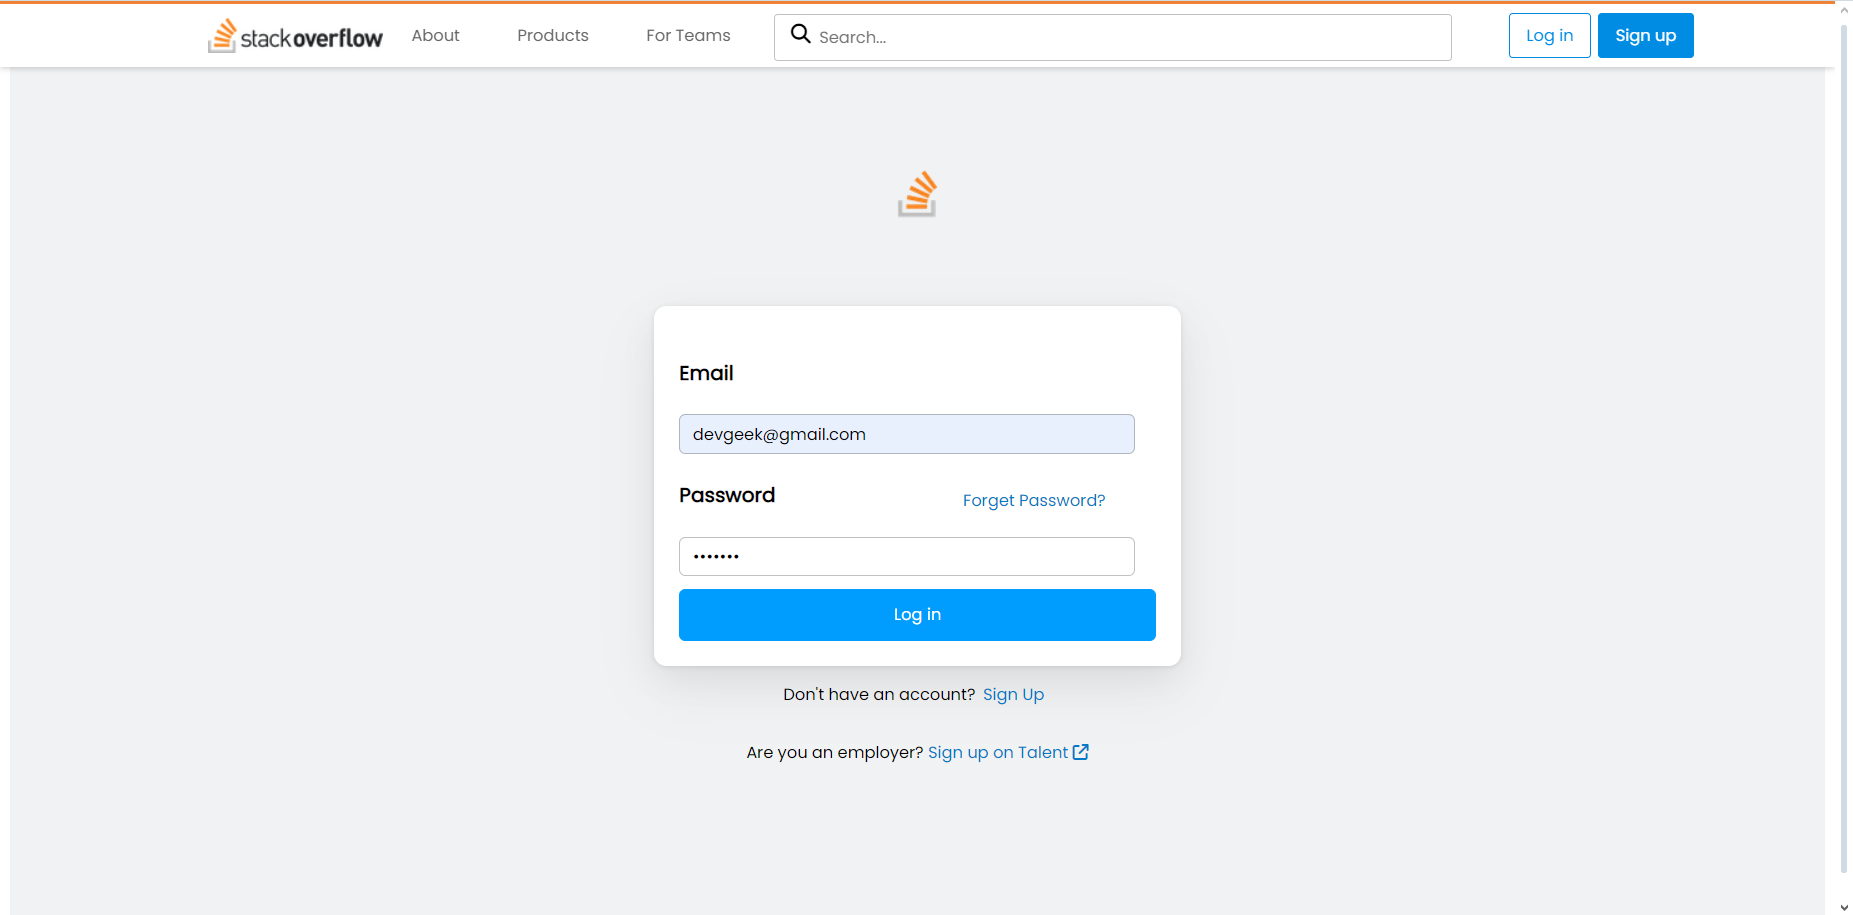 stackoverflow About Products For Teams Search... Log in Sign up
Email
devgeek@gmail.com
Password Forget Password?
•••••••
Log in
Don't have an account? Sign Up
Are you an employer? Sign up on Talent